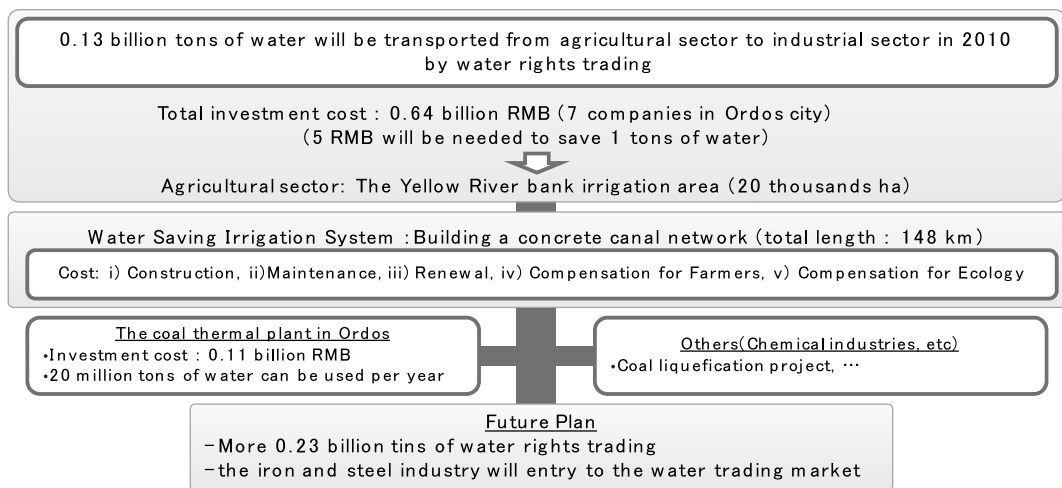 0.13 billion tons of water will be transported from agricultural sector to industrial sector in 2010
by water rights trading
Total investment cost : 0.64 billion RMB (7 companies in Ordos city)
(5 RMB will be needed to save 1 tons of water)
Agricultural sector: The Yellow River bank irrigation area (20 thousands ha)
Water Saving Irrigation System :Building a concrete canal network (total length : 148 km)
Cost: i) Construction, ii)Maintenance, iii) Renewal, iv) Compensation for Farmers, v) Compensation for Ecology
The coal thermal plant in Ordos
•Investment cost : 0.11 billion RMB
•20 million tons of water can be used per year
Others(Chemical industries, etc)
•Coal liquefication project, …
Future Plan
-More 0.23 billion tins of water rights trading
-the iron and steel industry will entry to the water trading market